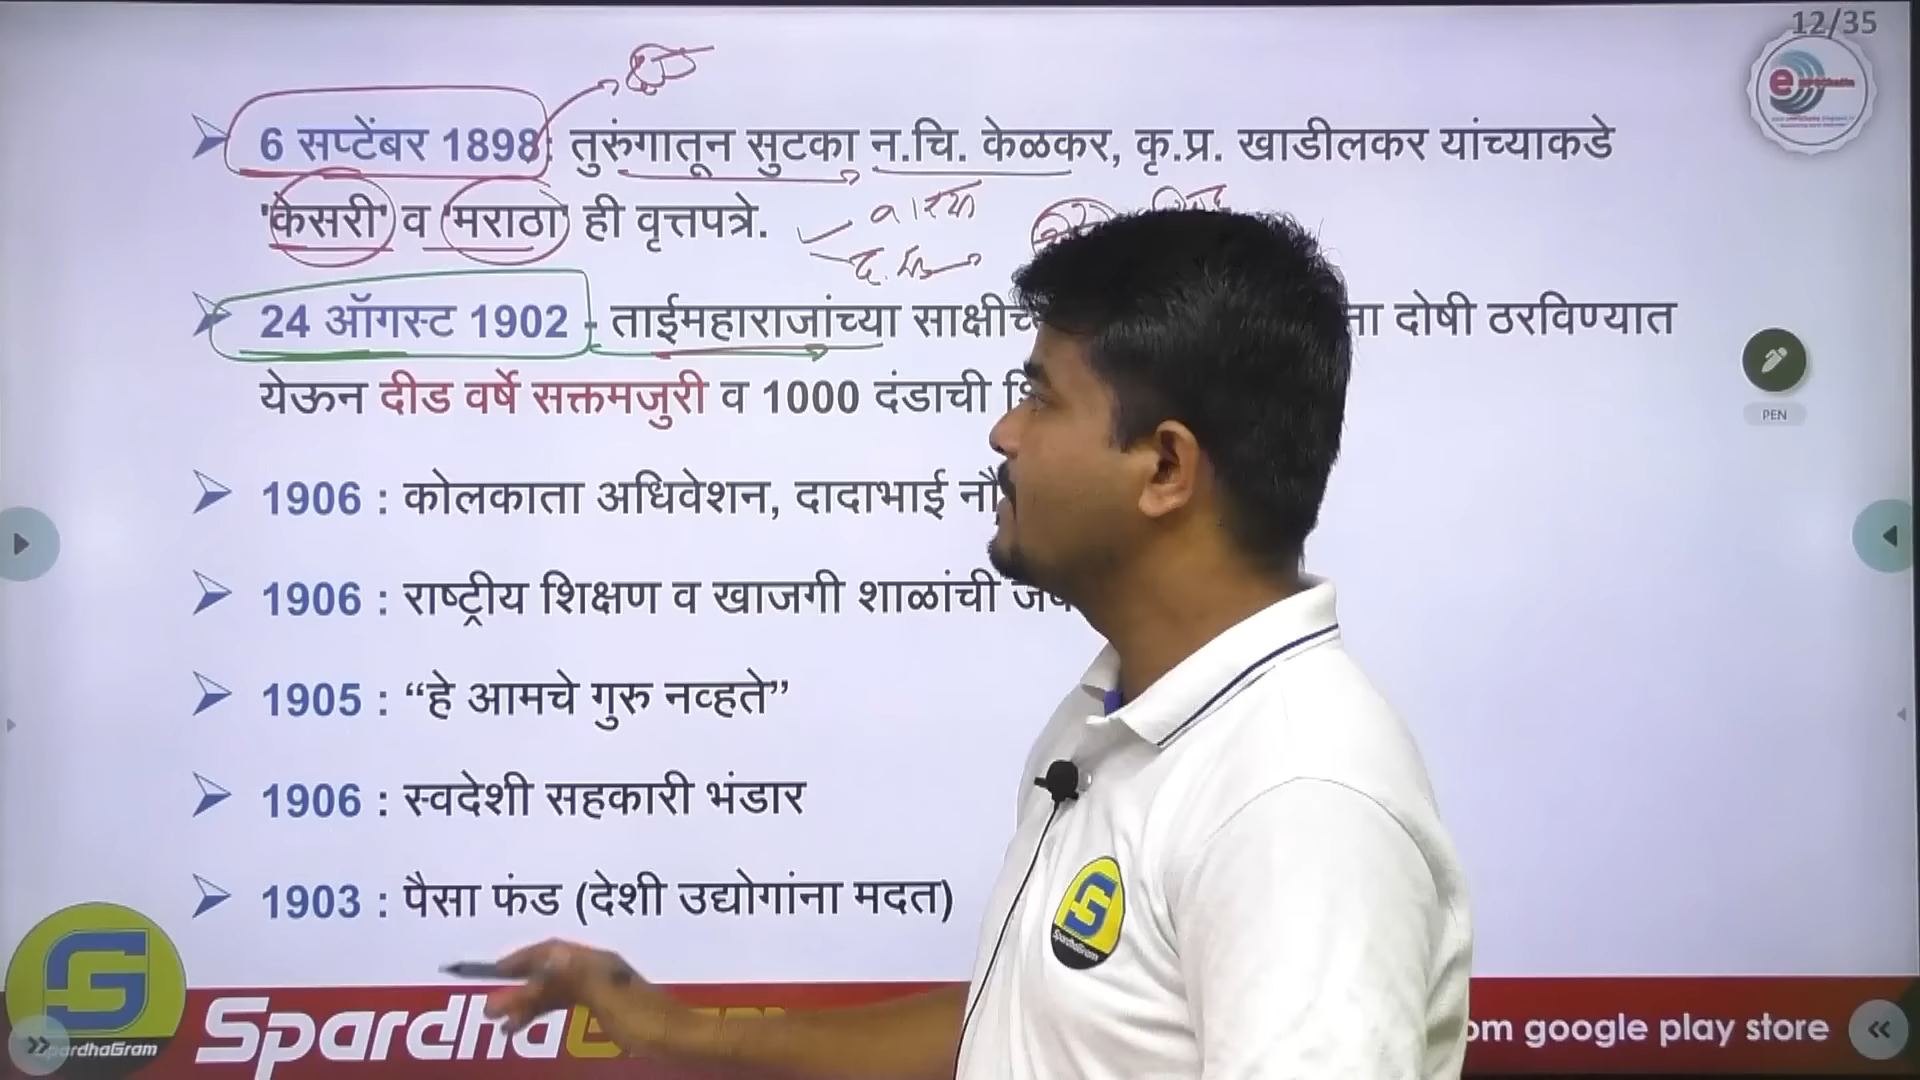 12/35
6 सप्टेंबर 1898: तुरुंगातून सुटका न.चि. केळकर, कृ.प्र. खाडीलकर यांच्याकडे
'केसरी' व 'मराठा' ही वृत्तपत्रे.
24 ऑगस्ट 1902 - ताईमहाराजांच्या दोषी ठरविण्यात
येऊन दीड वर्षे सक्तमजुरी व 1000 दंडाची
PEN
1906 : कोलकाता अधिवेशन, दादाभाई
1906 : राष्ट्रीय शिक्षण व खाजगी शाळांची
1905 : “हे आमचे गुरु नव्हते”
1906 : स्वदेशी सहकारी भंडार
1903 : पैसा फंड (देशी उद्योगांना मदत)
SpardhaGram
SpardhaGram
google play store